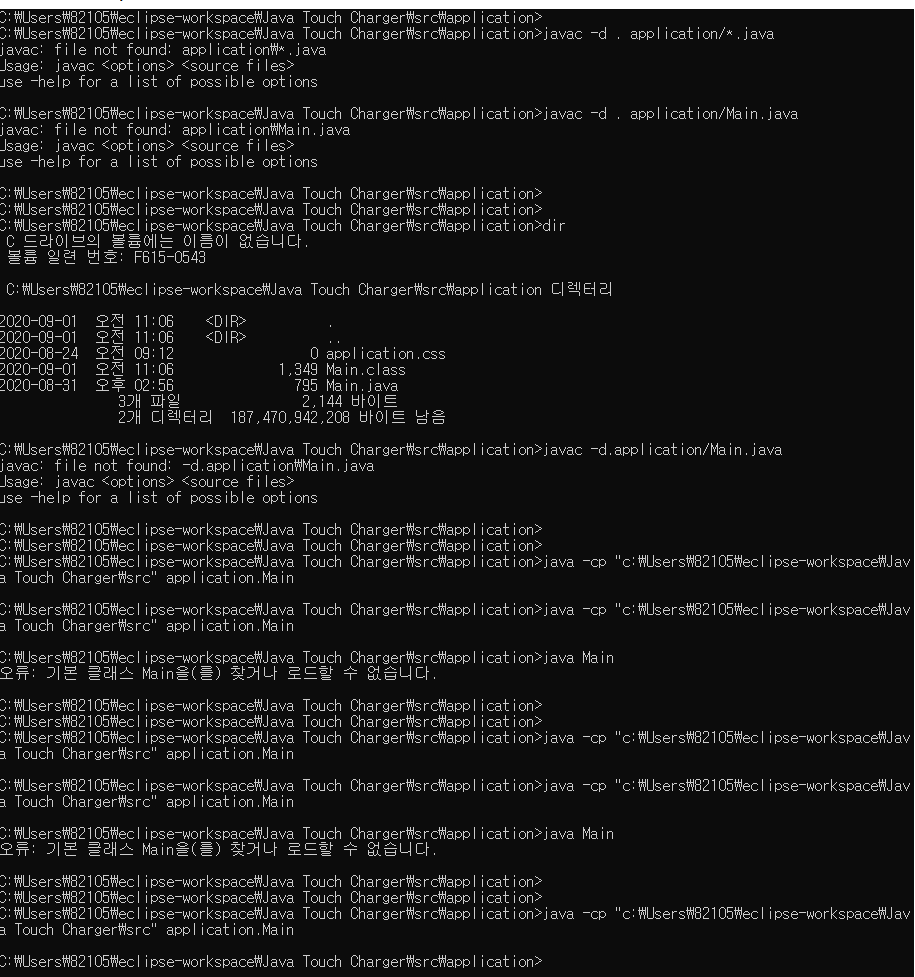 C:\Users\82105\eclipse-workspace\Java Touch Charger\src\application>
C:\Users\82105\eclipse-workspace\Java Touch Charger\src\application>javac -d . application/*.java
javac: file not found: application\*.java
Usage: javac <options> <source files>
use -help for a list of possible options
C:\Users\82105\eclipse-workspace\Java Touch Charger\src\application>javac -d . application/Main.java
javac: file not found: application\Main.java
Usage: javac <options> <source files>
use -help for a list of possible options
C:\Users\82105\eclipse-workspace\Java Touch Charger\src\application>
C:\Users\82105\eclipse-workspace\Java Touch Charger\src\application>
C:\Users\82105\eclipse-workspace\Java Touch Charger\src\application>dir
C 드라이브의 볼륨에는 이름이 없습니다.
볼륨 일련 번호: F615-0543
C:\Users\82105\eclipse-workspace\Java Touch Charger\src\application 디렉터리
2020-09-01 오전 11:06 <DIR> .
2020-09-01 오전 11:06 <DIR> ..
2020-08-24 오전 09:12 0 application.css
2020-09-01 오전 11:06 1,349 Main.class
2020-08-31 오후 02:56 795 Main.java
3개 파일 2,144 바이트
2개 디렉터리 187,470,942,208 바이트 남음
C:\Users\82105\eclipse-workspace\Java Touch Charger\src\application>javac -d.application/Main.java
javac: file not found: -d.application\Main.java
Usage: javac <options> <source files>
use -help for a list of possible options
C:\Users\82105\eclipse-workspace\Java Touch Charger\src\application>
C:\Users\82105\eclipse-workspace\Java Touch Charger\src\application>
C:\Users\82105\eclipse-workspace\Java Touch Charger\src\application>java -cp "c:\Users\82105\eclipse-workspace\Jav
a Touch Charger\src" application.Main
C:\Users\82105\eclipse-workspace\Java Touch Charger\src\application>java -cp "c:\Users\82105\eclipse-workspace\Jav
a Touch Charger\src" application.Main
C:\Users\82105\eclipse-workspace\Java Touch Charger\src\application>java Main
오류: 기본 클래스 Main을(를) 찾거나 로드할 수 없습니다.
C:\Users\82105\eclipse-workspace\Java Touch Charger\src\application>
C:\Users\82105\eclipse-workspace\Java Touch Charger\src\application>
C:\Users\82105\eclipse-workspace\Java Touch Charger\src\application>java -cp "c:\Users\82105\eclipse-workspace\Jav
a Touch Charger\src" application.Main
C:\Users\82105\eclipse-workspace\Java Touch Charger\src\application>java -cp "c:\Users\82105\eclipse-workspace\Jav
a Touch Charger\src" application.Main
C:\Users\82105\eclipse-workspace\Java Touch Charger\src\application>java Main
오류: 기본 클래스 Main을(를) 찾거나 로드할 수 없습니다.
C:\Users\82105\eclipse-workspace\Java Touch Charger\src\application>
C:\Users\82105\eclipse-workspace\Java Touch Charger\src\application>
C:\Users\82105\eclipse-workspace\Java Touch Charger\src\application>java -cp "c:\Users\82105\eclipse-workspace\Jav
a Touch Charger\src" application.Main
C:\Users\82105\eclipse-workspace\Java Touch Charger\src\application>